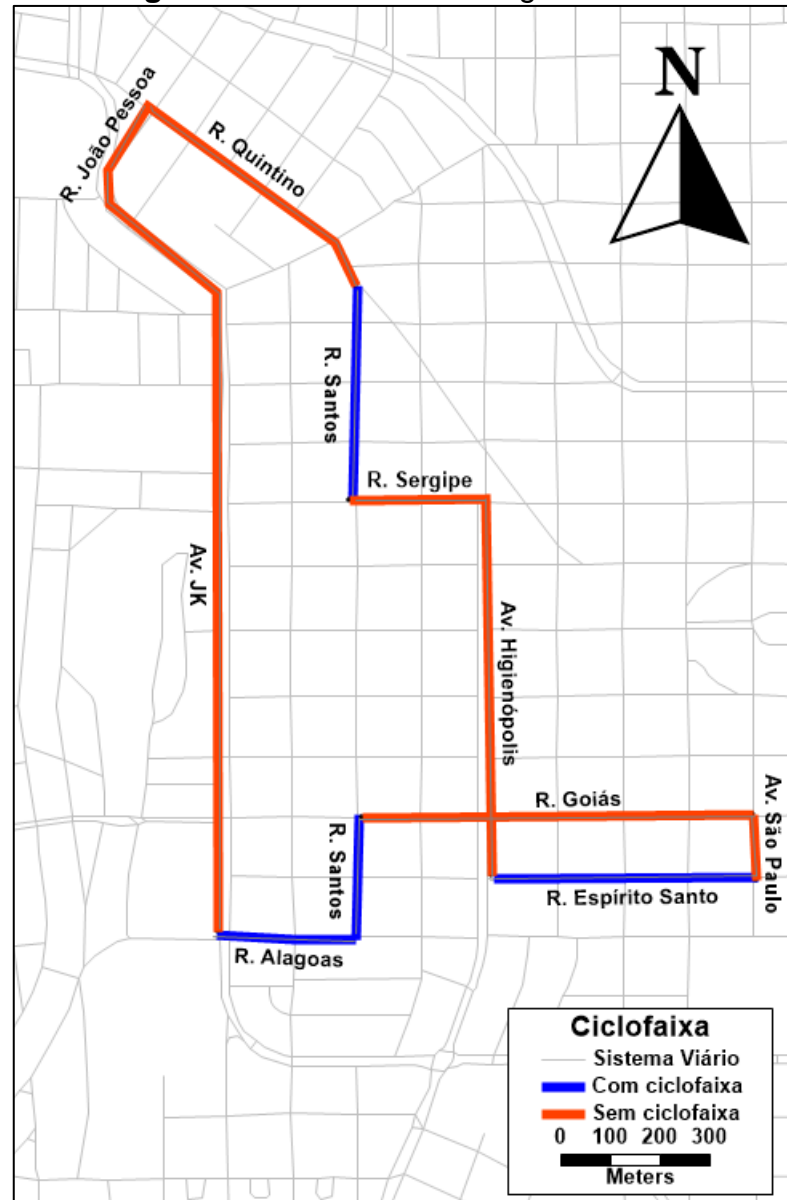 N
R. João Pessoa
R. Quintino
R. Santos
R. Sergipe
Av. JK
Av. Higienópolis
R. Goiás
Av. São Paulo
R. Santos
R. Espírito Santo
R. Alagoas
Ciclofaixa
Sistema Viário
Com ciclofaixa
Sem ciclofaixa
0 100 200 300
Meters